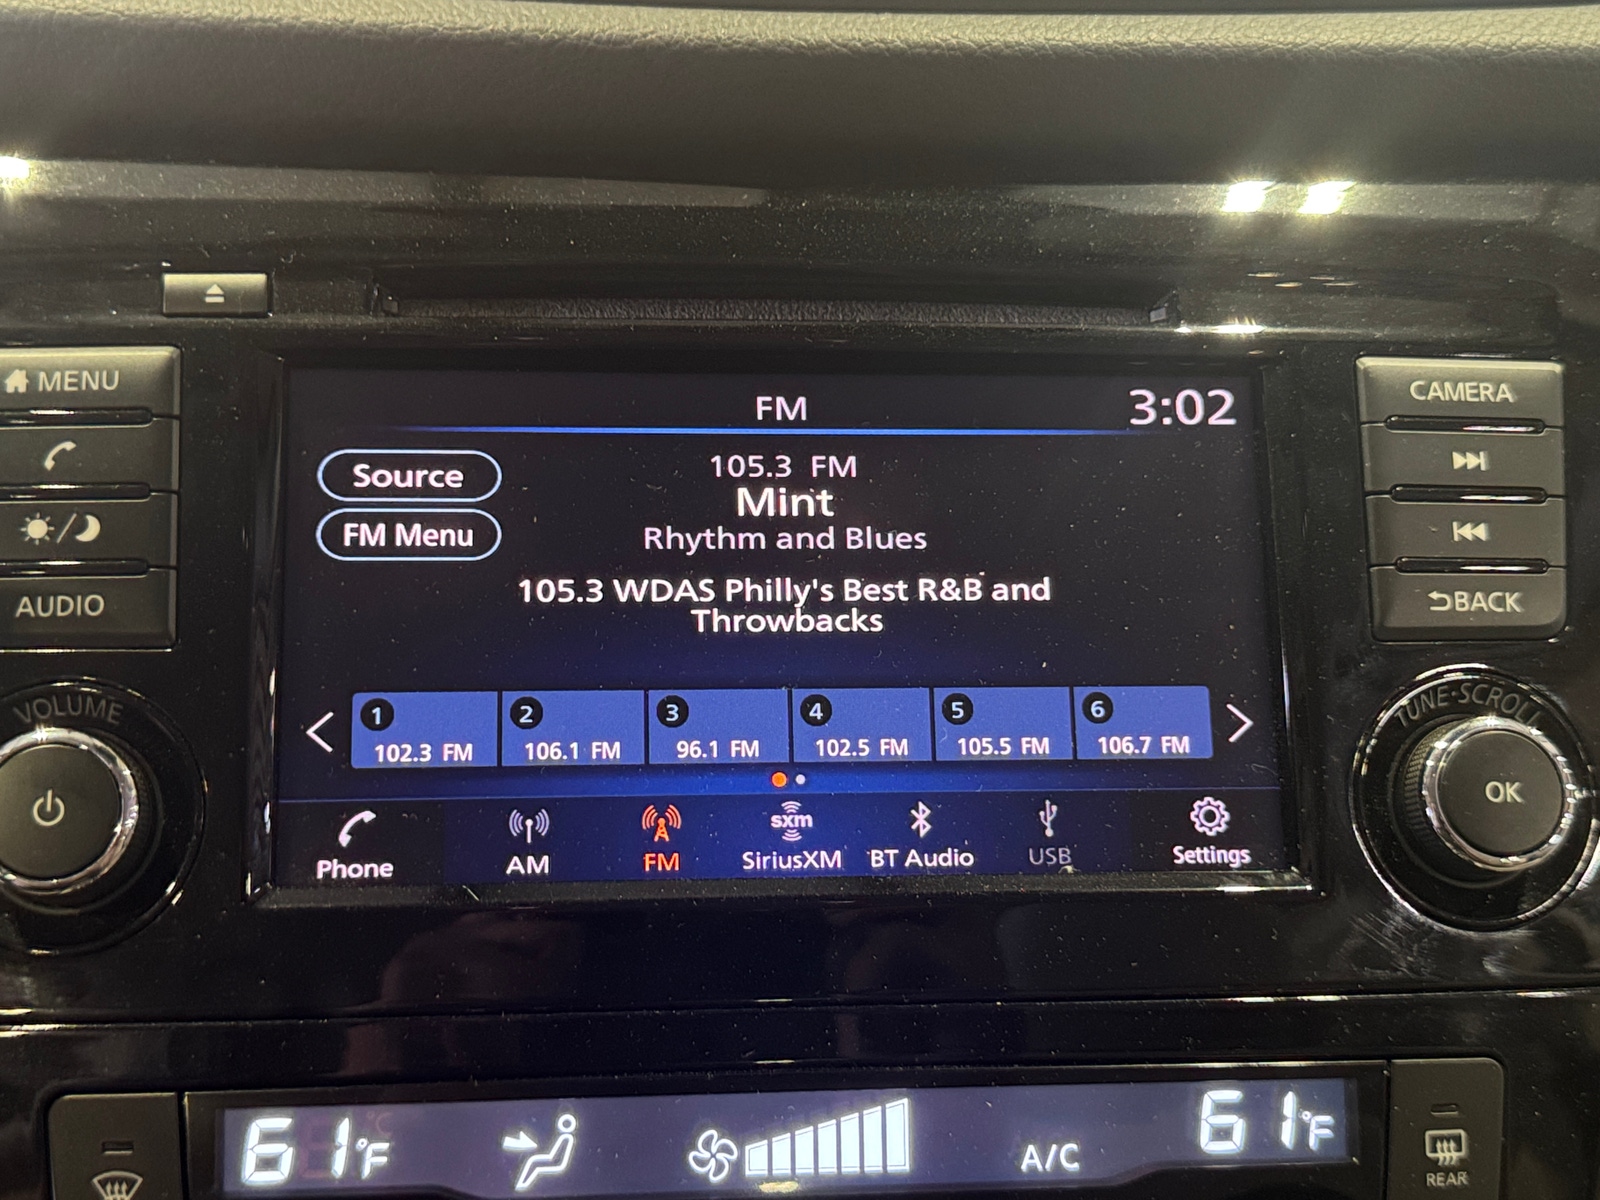 MENU
AUDIO
VOLUME
FM
3:02
Source
FM Menu
105.3 FM
Mint
Rhythm and Blues
105.3 WDAS Philly's Best R&B and
Throwbacks
1 2 3 4 5 6
102.3 FM 106.1 FM 96.1 FM 102.5 FM 105.5 FM 106.7 FM
Phone AM FM sxm SiriusXM BT Audio USB Settings
CAMERA
BACK
TUNE·SCROLL
OK
61°F A/C 61°F
REAR